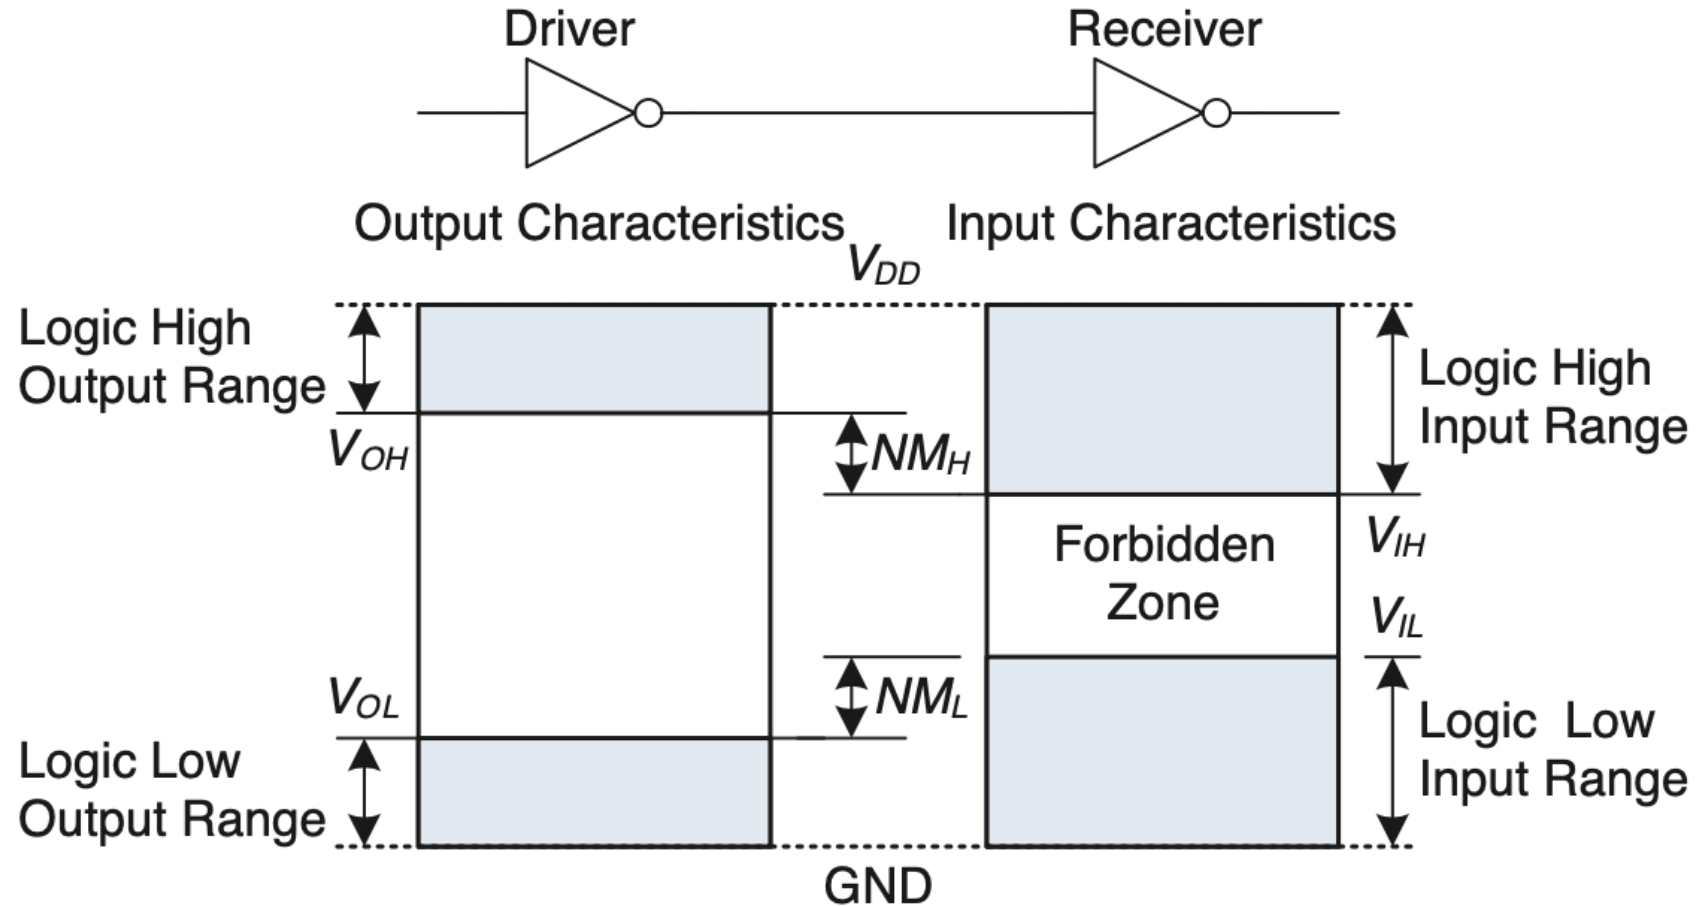 Driver
Receiver
Output Characteristics
Input Characteristics
VDD
Logic High
Output Range
Logic High
Input Range
VOH
NMH
Forbidden
Zone
VIH
VIL
VOL
NML
Logic Low
Output Range
Logic Low
Input Range
GND